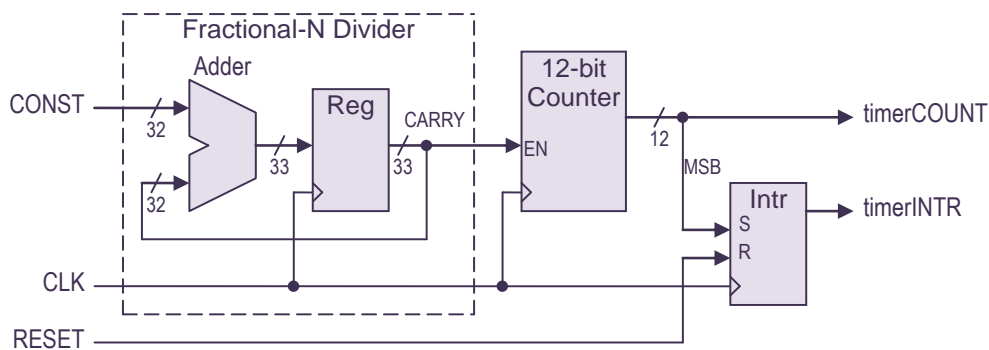 Fractional-N Divider
Adder
12-bit
Counter
CONST
32
Reg
CARRY
timerCOUNT
33
33
EN
12
32
MSB
Intr
timerINTR
S
R
CLK
RESET